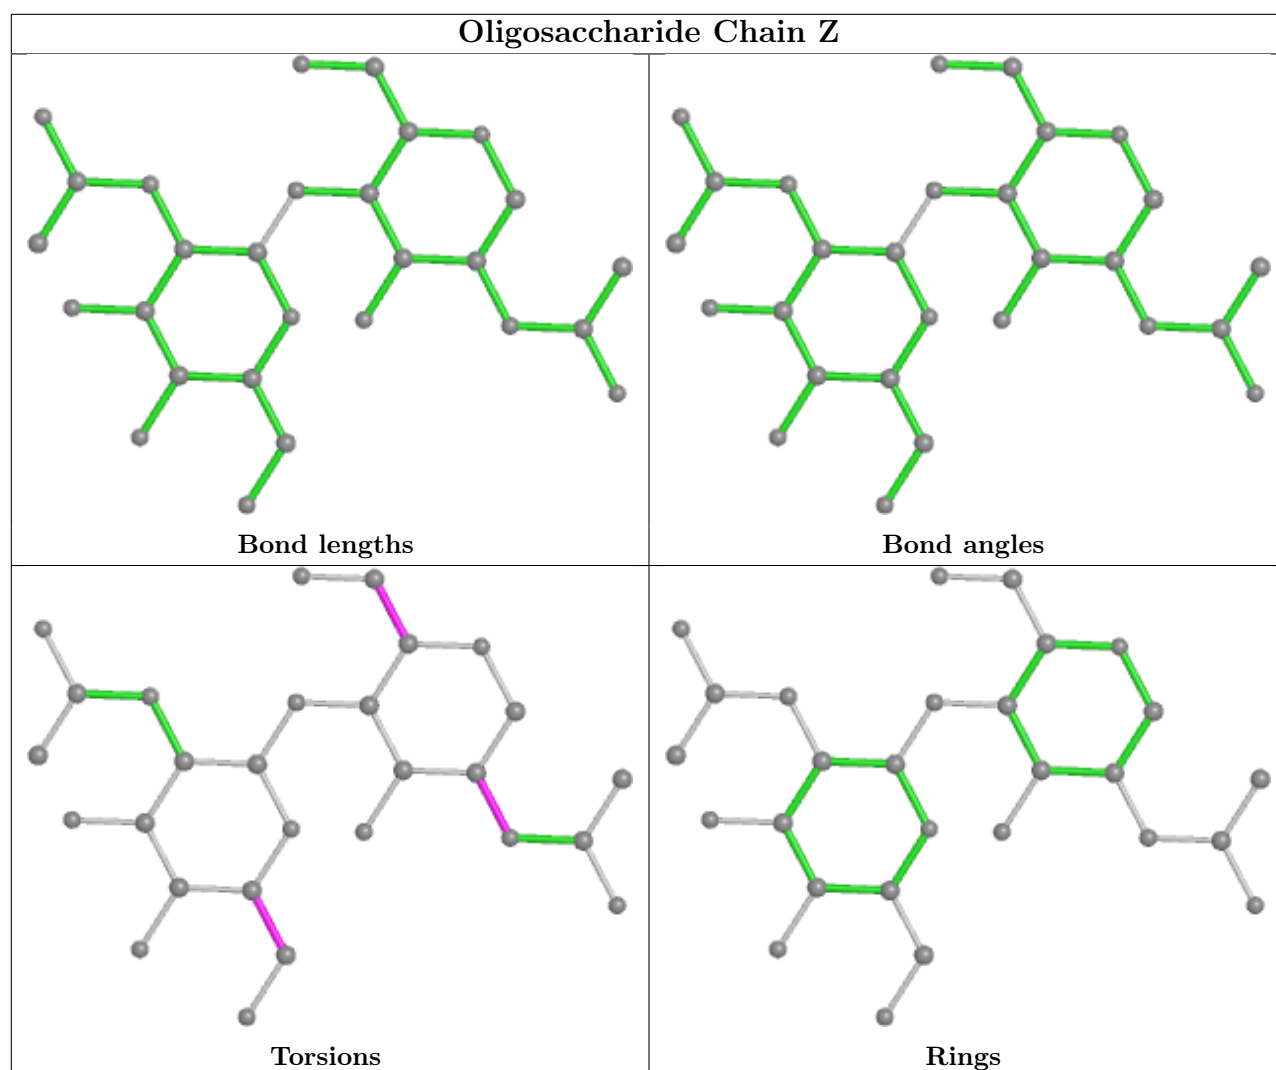 Oligosaccharide Chain Z
Bond lengths
Bond angles
Torsions
Rings